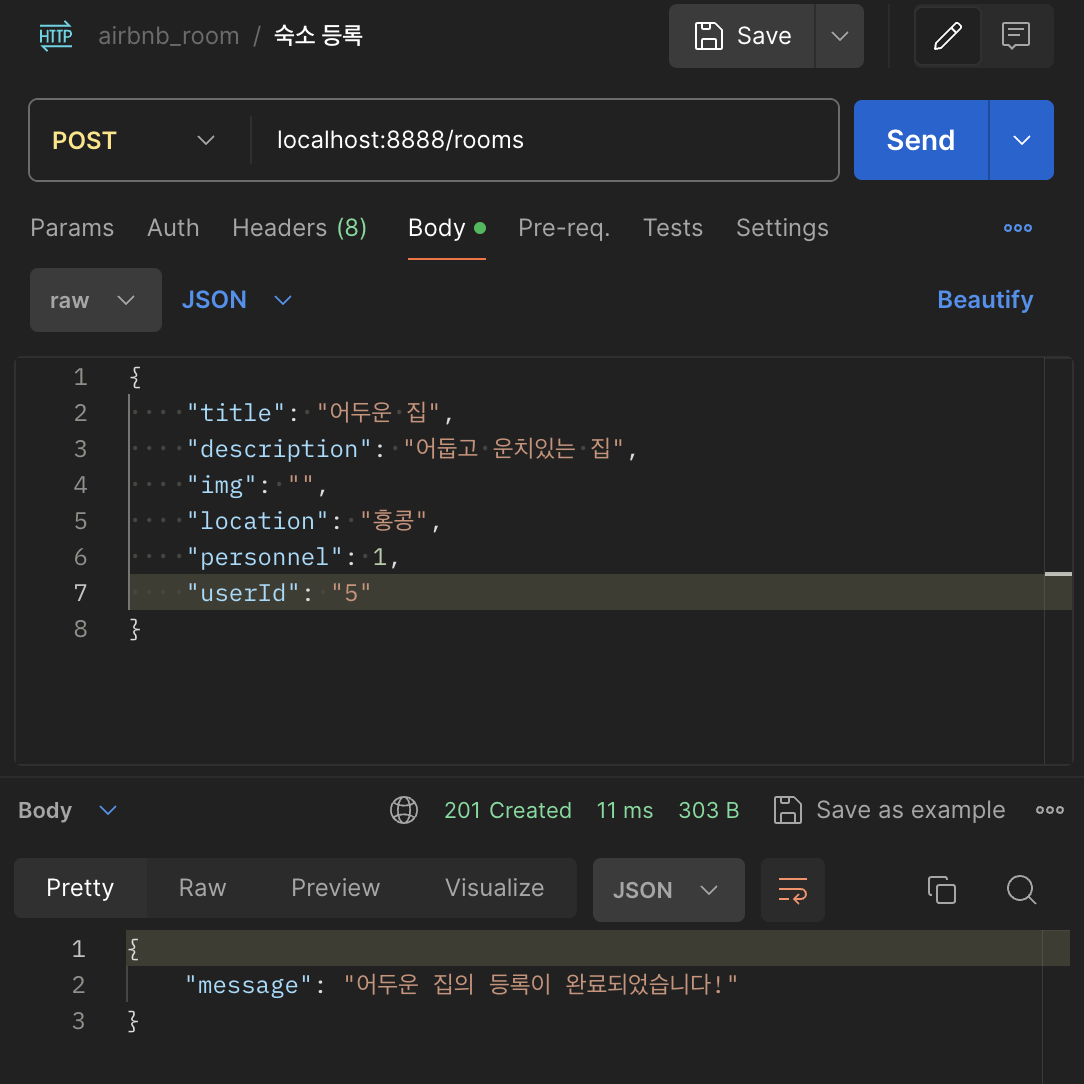 HTTP airbnb_room / 숙소 등록 Save
POST localhost:8888/rooms Send
Params Auth Headers (8) Body Pre-req. Tests Settings
raw JSON Beautify
1 {
2 "title": "어두운 집",
3 "description": "어둡고 운치있는 집",
4 "img": "",
5 "location": "홍콩",
6 "personnel": 1,
7 "userId": "5"
8 }
Body 201 Created 11 ms 303 B Save as example
Pretty Raw Preview Visualize JSON
1 {
2 "message": "어두운 집의 등록이 완료되었습니다!"
3 }